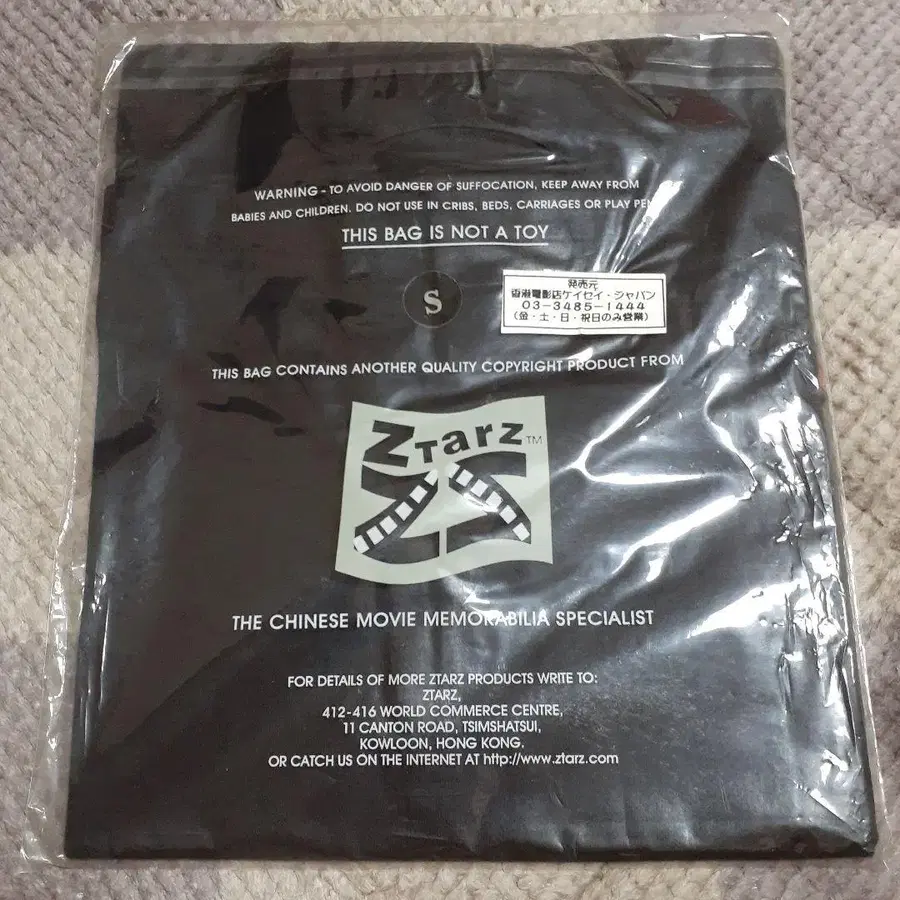 WARNING - TO AVOID DANGER OF SUFFOCATION, KEEP AWAY FROM
BABIES AND CHILDREN. DO NOT USE IN CRIBS, BEDS, CARRIAGES OR PLAY PEN
THIS BAG IS NOT A TOY
S
発売元
香港電影店ケイセイ・ジャパン
03-3485-1444
(金・土・日・祝日のみ営業)
THIS BAG CONTAINS ANOTHER QUALITY COPYRIGHT PRODUCT FROM
ZTarZ™
THE CHINESE MOVIE MEMORABILIA SPECIALIST
FOR DETAILS OF MORE ZTARZ PRODUCTS WRITE TO:
ZTARZ,
412-416 WORLD COMMERCE CENTRE,
11 CANTON ROAD, TSIMSHATSUI,
KOWLOON, HONG KONG.
OR CATCH US ON THE INTERNET AT http://www.ztarz.com